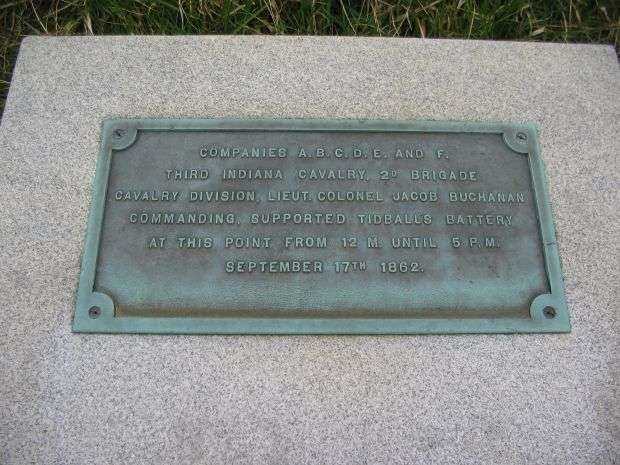 COMPANIES A.B.C.D.E. AND F.
THIRD INDIANA CAVALRY, 2D BRIGADE
CAVALRY DIVISION, LIEUT. COLONEL JACOB BUCHANAN
COMMANDING, SUPPORTED TIDBALLS BATTERY
AT THIS POINT FROM 12 M. UNTIL 5 P.M.
SEPTEMBER 17TH 1862.